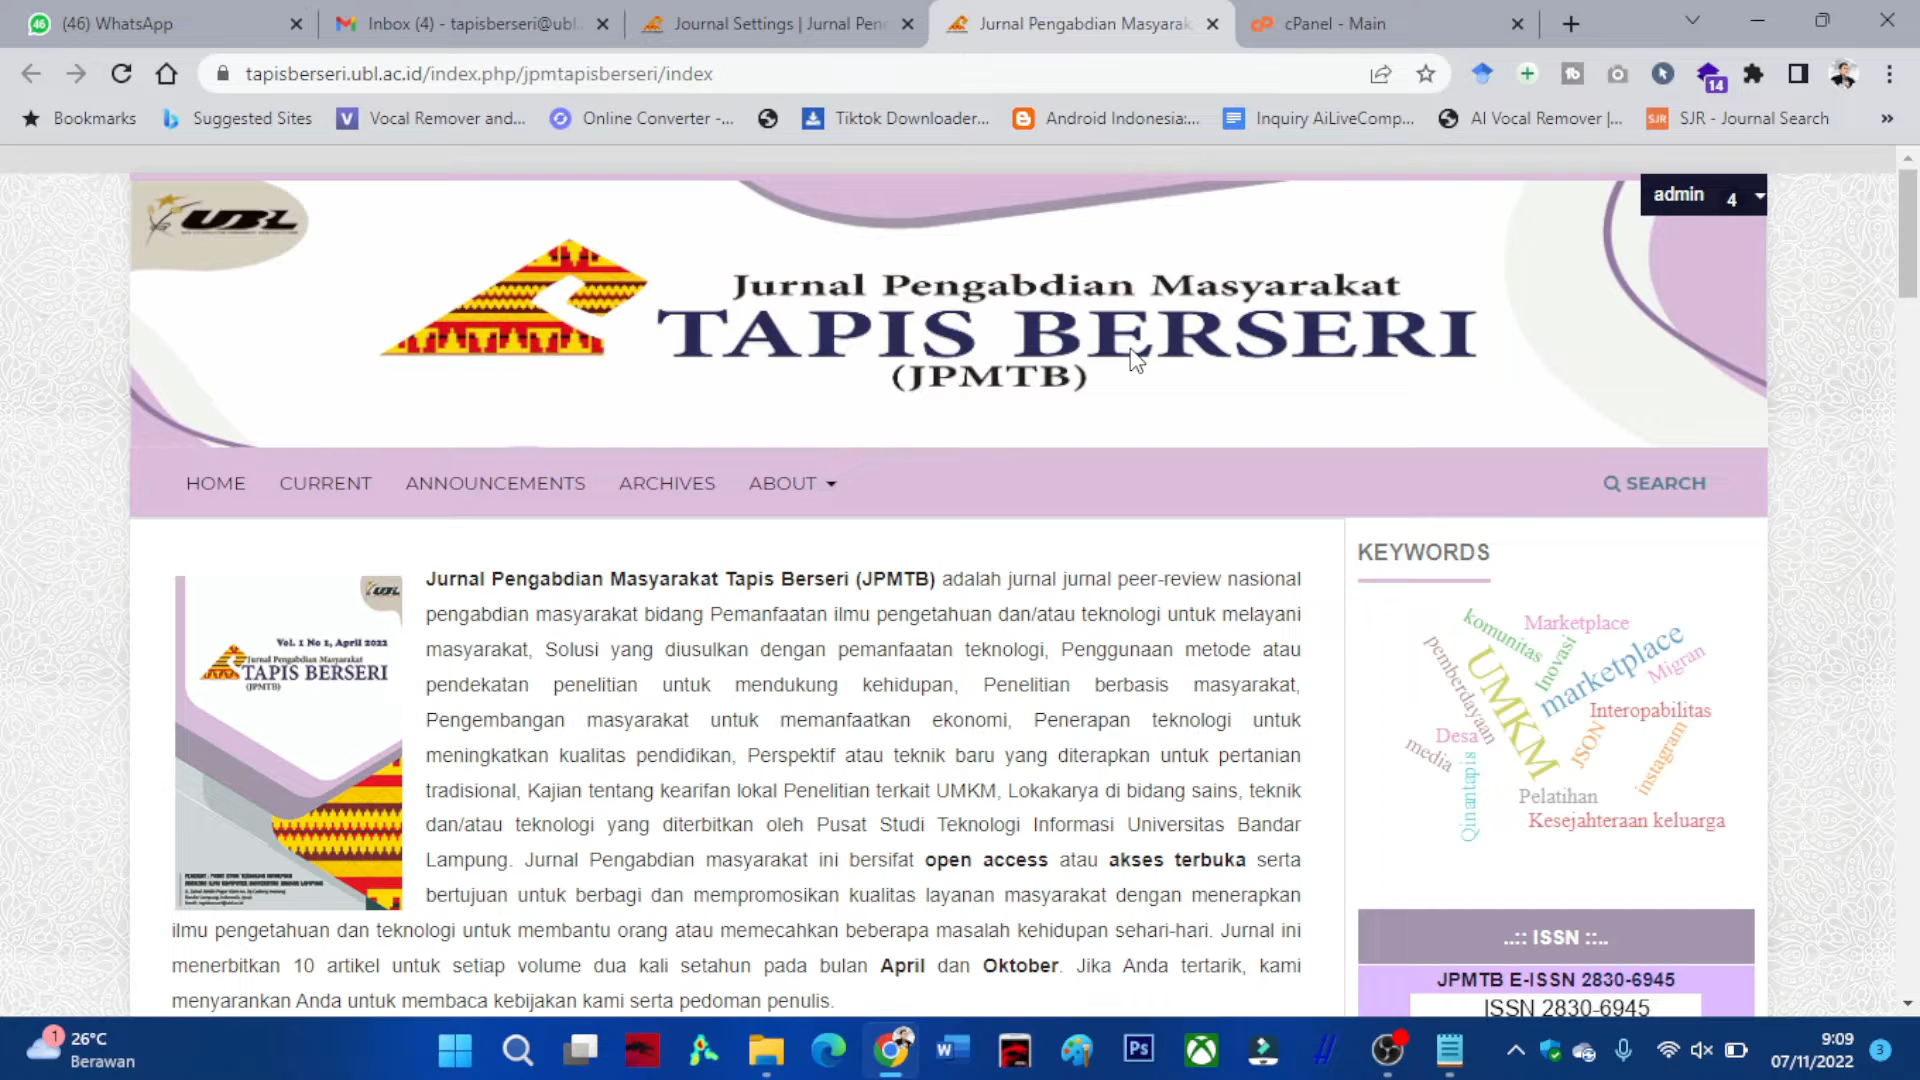 (46) WhatsApp
Inbox (4) - tapisberseri@ubl.
Journal Settings | Jurnal Pen
Jurnal Pengabdian Masyarak
cPanel - Main
tapisberseri.ubl.ac.id/index.php/jpmtapisberseri/index
14
Bookmarks
Suggested Sites
Vocal Remover and...
Online Converter -...
Tiktok Downloader...
Android Indonesia:...
Inquiry AiLiveComp...
AI Vocal Remover |...
SJR
SJR - Journal Search
UBL
admin 4
Jurnal Pengabdian Masyarakat
TAPIS BERSERI
(JPMTB)
HOME
CURRENT
ANNOUNCEMENTS
ARCHIVES
ABOUT
SEARCH
UBL
Vol. 1 No 1, April 2022
Jurnal Pengabdian Masyarakat
TAPIS BERSERI
(JPMTB)
Jurnal Pengabdian Masyarakat Tapis Berseri (JPMTB) adalah jurnal jurnal peer-review nasional
pengabdian masyarakat bidang Pemanfaatan ilmu pengetahuan dan/atau teknologi untuk melayani
masyarakat, Solusi yang diusulkan dengan pemanfaatan teknologi, Penggunaan metode atau
pendekatan penelitian untuk mendukung kehidupan, Penelitian berbasis masyarakat,
Pengembangan masyarakat untuk memanfaatkan ekonomi, Penerapan teknologi untuk
meningkatkan kualitas pendidikan, Perspektif atau teknik baru yang diterapkan untuk pertanian
tradisional, Kajian tentang kearifan lokal Penelitian terkait UMKM, Lokakarya di bidang sains, teknik
dan/atau teknologi yang diterbitkan oleh Pusat Studi Teknologi Informasi Universitas Bandar
Lampung. Jurnal Pengabdian masyarakat ini bersifat open access atau akses terbuka serta
bertujuan untuk berbagi dan mempromosikan kualitas layanan masyarakat dengan menerapkan
ilmu pengetahuan dan teknologi untuk membantu orang atau memecahkan beberapa masalah kehidupan sehari-hari. Jurnal ini
menerbitkan 10 artikel untuk setiap volume dua kali setahun pada bulan April dan Oktober. Jika Anda tertarik, kami
menyarankan Anda untuk membaca kebijakan kami serta pedoman penulis.
KEYWORDS
komunitas
Marketplace
Inovasi
marketplace
Migran
pemberdayaan
UMKM
Interopabilitas
Desa
media
JSON
instagram
Qinantapis
Pelatihan
Kesejahteraan keluarga
..:: ISSN ::..
JPMTB E-ISSN 2830-6945
ISSN 2830-6945
1
26°C
Berawan
Ps
9:09
07/11/2022
3